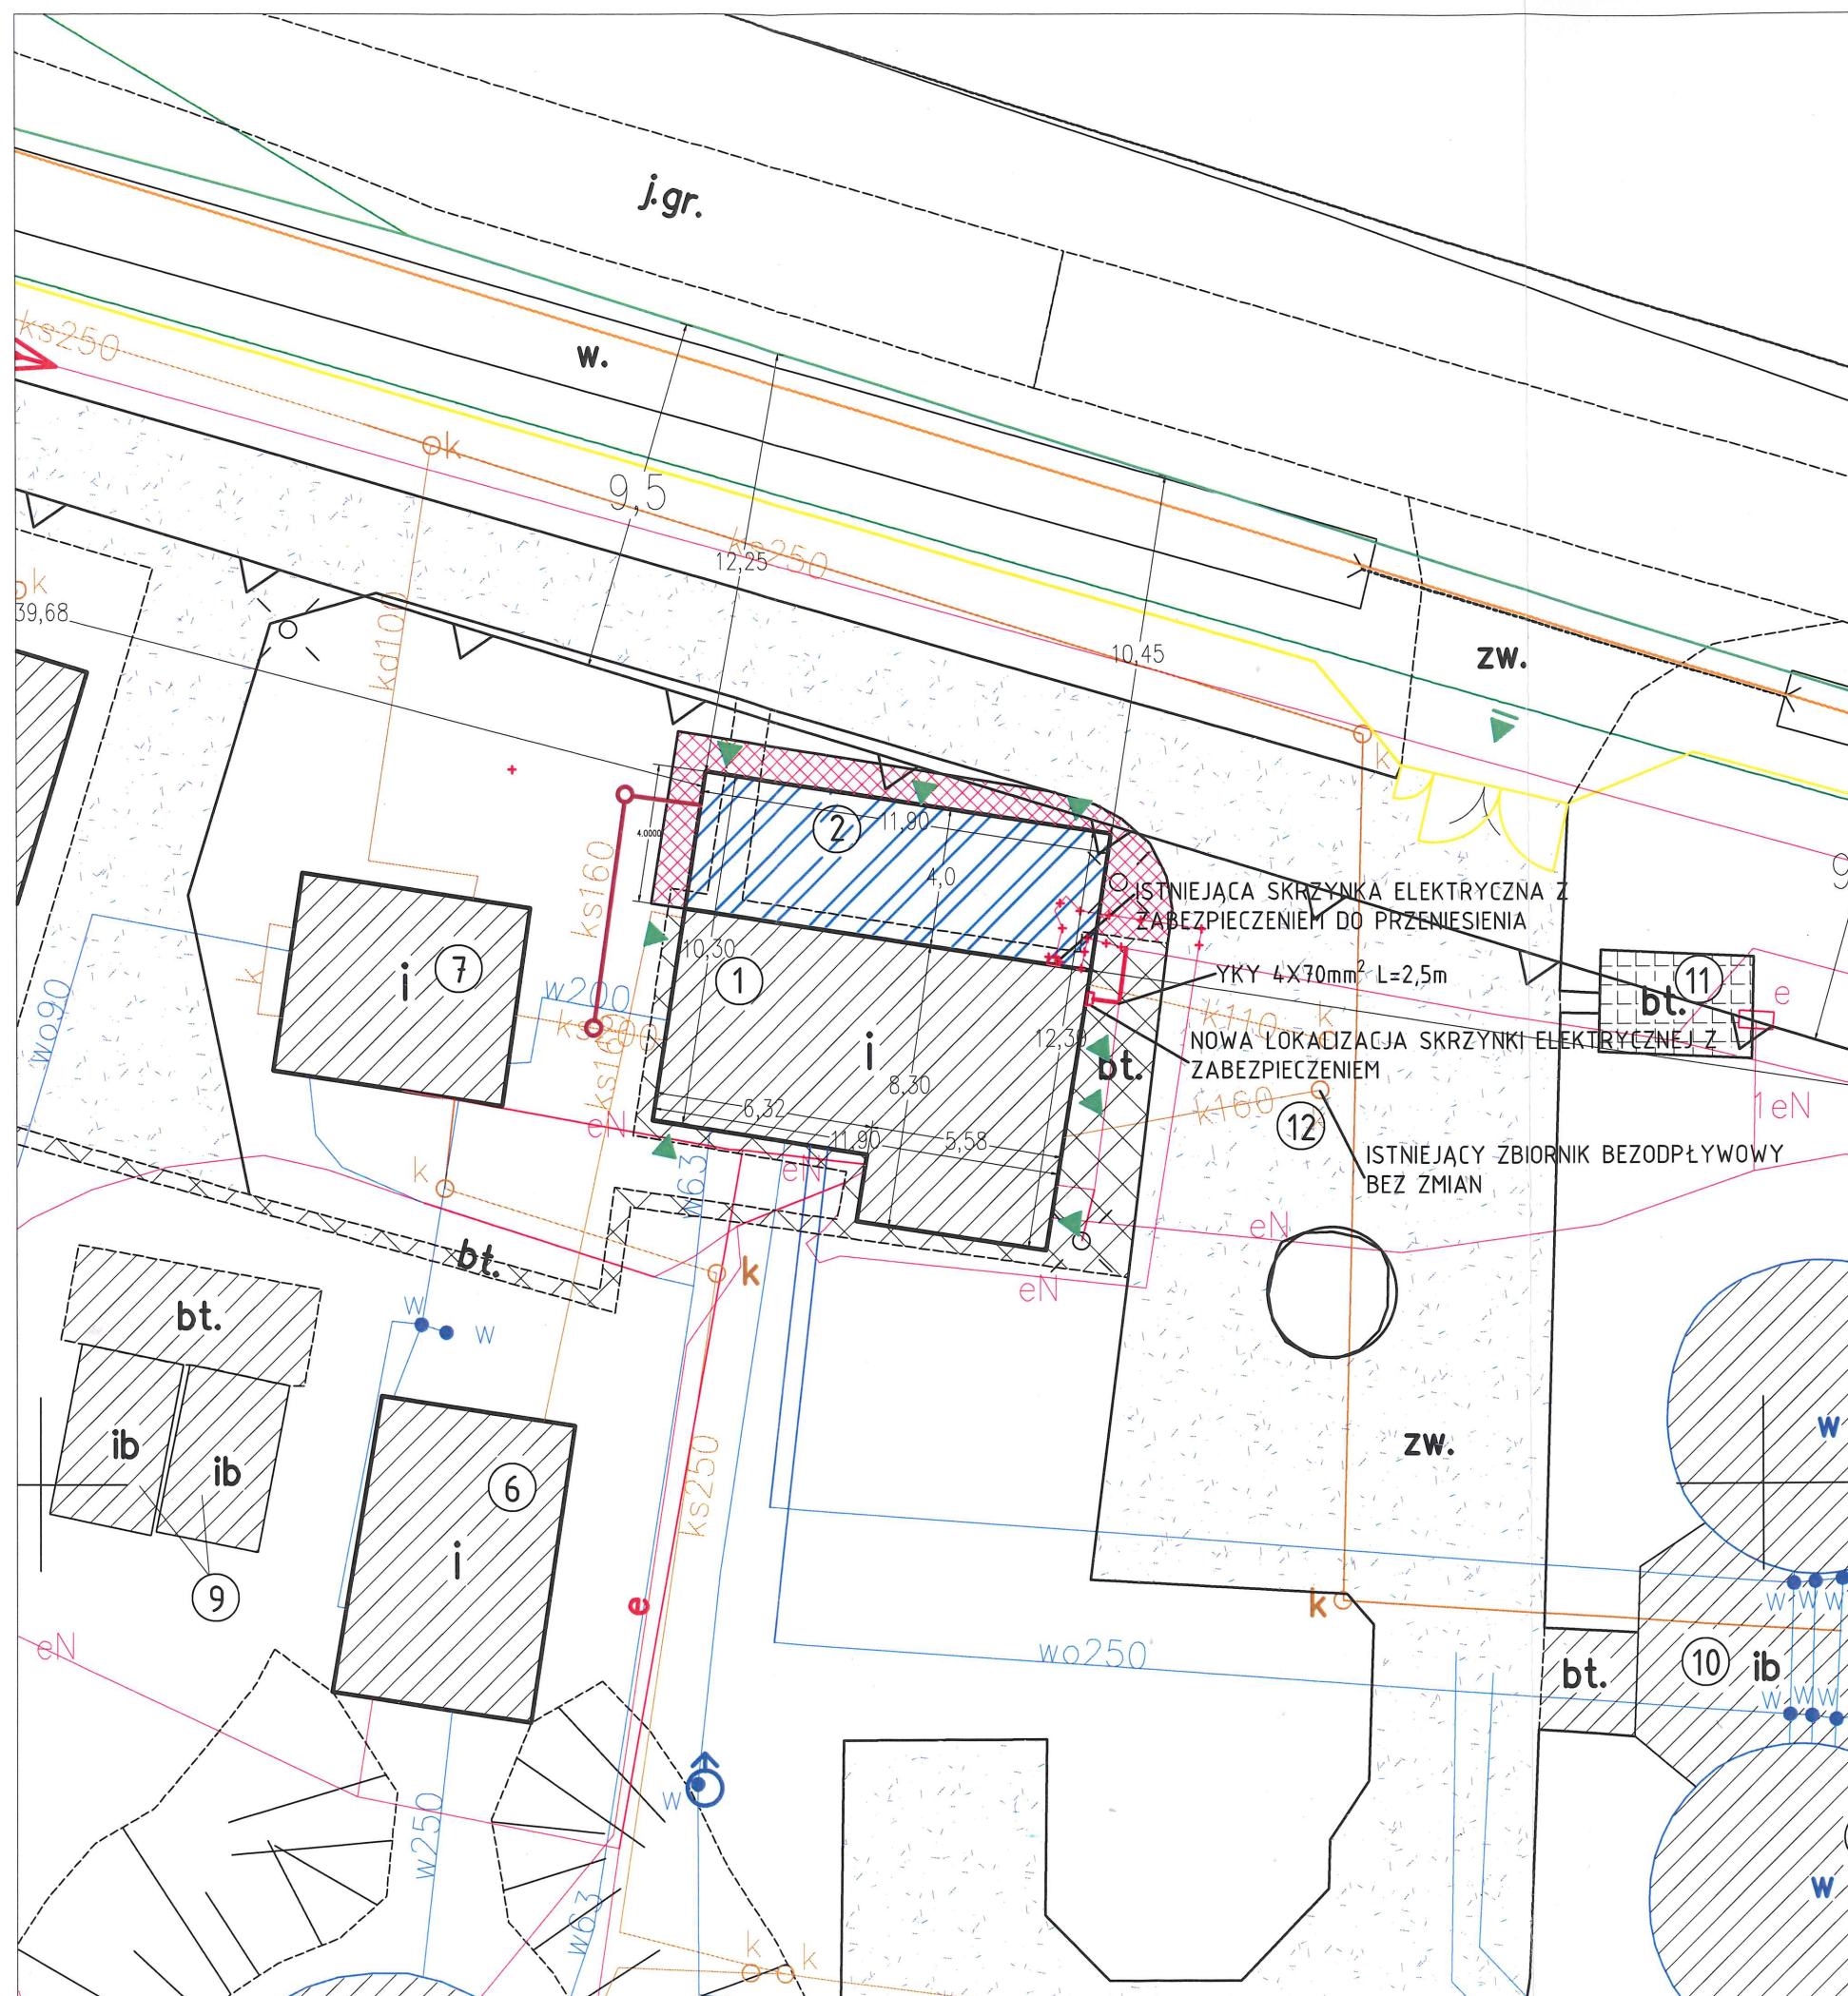 j.gr.
ks250
w.
k
9,5
ks250
12,25
k
39,68
kd100
10,45
zw.
k
2
11,90
4.0000
4,0
ks160
ISTNIEJĄCA SKRZYNKA ELEKTRYCZNA Z
ZABEZPIECZENIEM DO PRZENIESIENIA
10,30
i
7
1
YKY 4X70mm² L=2,5m
11
bt.
e
k
w200
wo90
k110
k
12,30
i
NOWA LOKALIZACJA SKRZYNKI ELEKTRYCZNEJ Z
ZABEZPIECZENIEM
bt.
8,30
ks160
6,32
k160
12
1eN
eN
11,90
5,58
ISTNIEJĄCY ZBIORNIK BEZODPŁYWOWY
BEZ ZMIAN
eN
k
w63
eN
bt.
k
eN
bt.
w
w
w
ib
ib
zw.
6
ks250
i
9
e
k
w w w
eN
wo250
bt.
10
ib
w w w
w
w250
w
w63
k
k